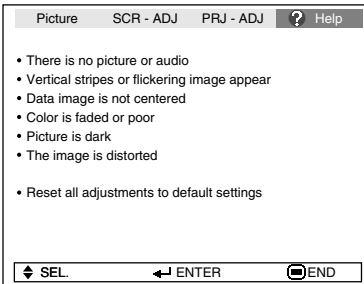 Picture SCR - ADJ PRJ - ADJ ? Help
• There is no picture or audio
• Vertical stripes or flickering image appear
• Data image is not centered
• Color is faded or poor
• Picture is dark
• The image is distorted
• Reset all adjustments to default settings
SEL. ENTER END